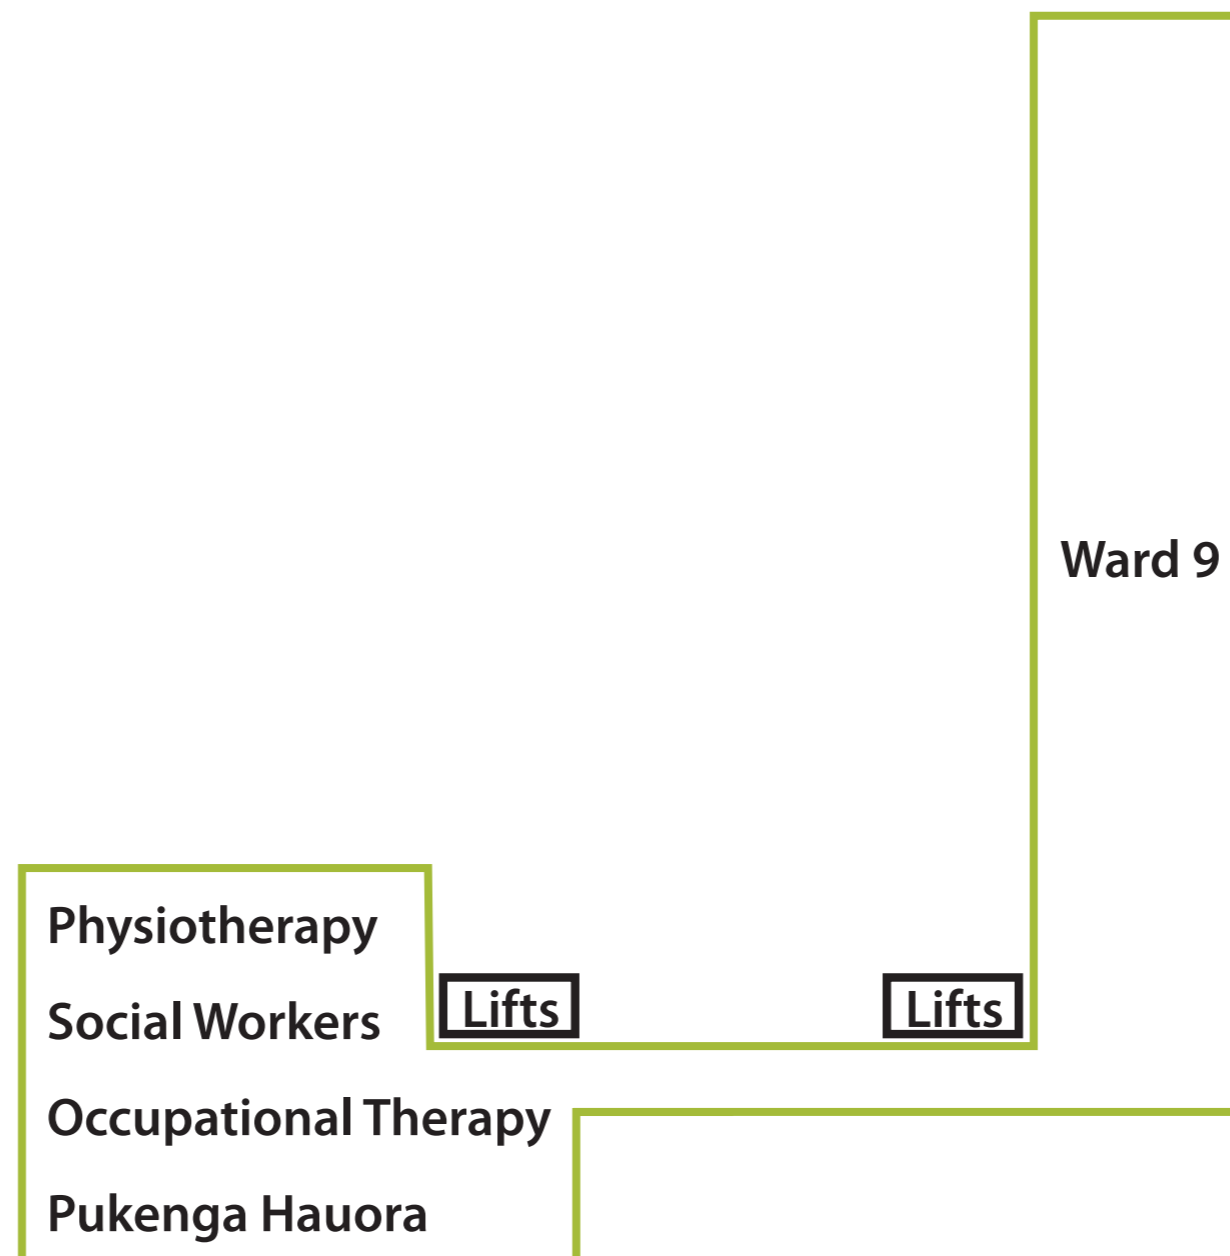 Ward 9
Physiotherapy
Social Workers
Lifts
Lifts
Occupational Therapy
Pukenga Hauora